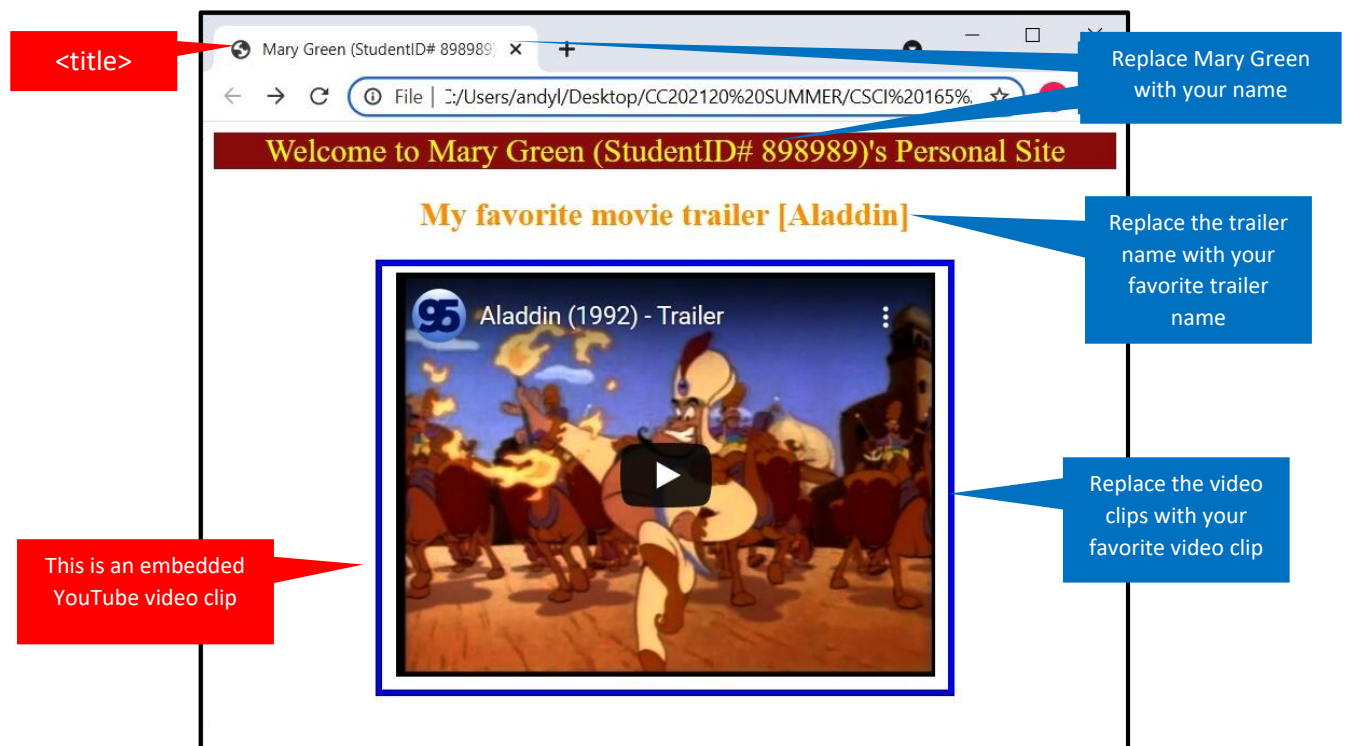 <title>
Mary Green (StudentID# 898989)
Replace Mary Green
with your name
File | C:/Users/andyl/Desktop/CC202120%20SUMMER/CSCI%20165%
Welcome to Mary Green (StudentID# 898989)'s Personal Site
My favorite movie trailer [Aladdin]
Replace the trailer
name with your
favorite trailer
name
95
Aladdin (1992) - Trailer
Replace the video
clips with your
favorite video clip
This is an embedded
YouTube video clip